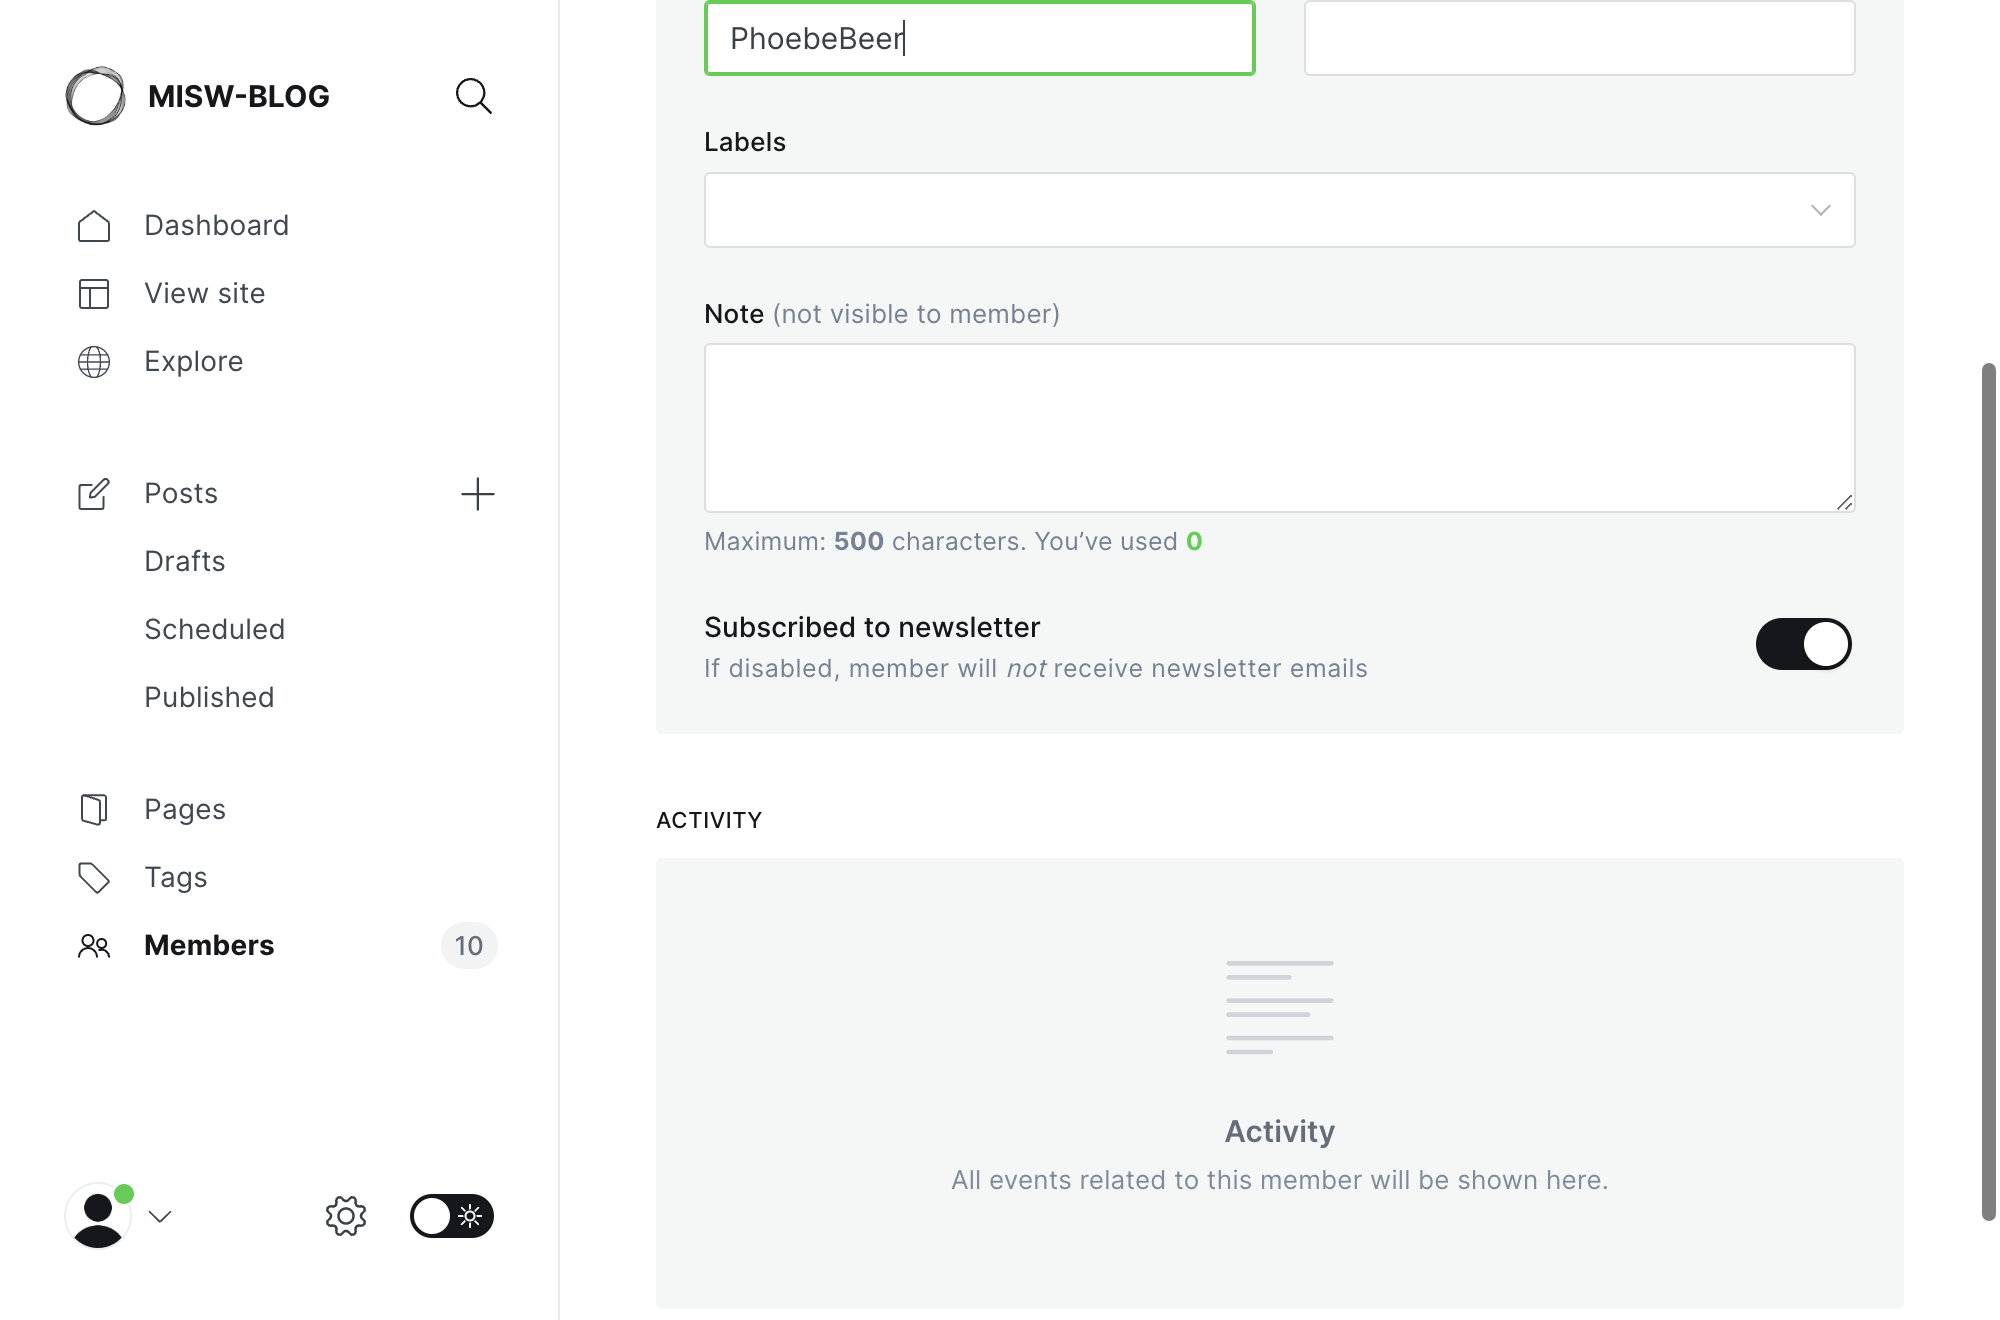 PhoebeBeer
MISW-BLOG
Dashboard
View site
Explore
Posts
Drafts
Scheduled
Published
Pages
Tags
Members 10
Labels
Note (not visible to member)
Maximum: 500 characters. You’ve used 0
Subscribed to newsletter
If disabled, member will not receive newsletter emails
ACTIVITY
Activity
All events related to this member will be shown here.